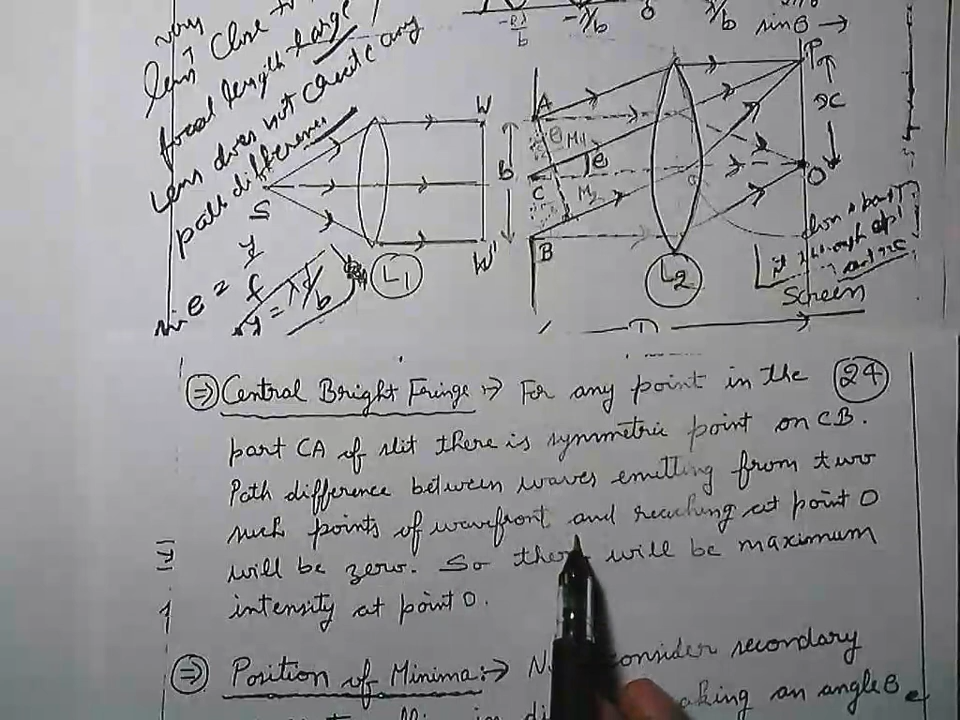 -2λ/b -λ/b O λ/b sinθ →
very
lens close to
focal length large
Lens does not create any
path difference
S
L1
W
W'
y = λf/b
A
b
C
B
θ
M1
θ
M2
L2
P
x
O
Screen
D
⇒ Central Bright Fringe :→ For any point in the 24
part CA of slit there is symmetric point on CB.
Path difference between waves emitting from two
such points of wavefront and reaching at point O
will be zero. So there will be maximum
intensity at point O.
⇒ Position of Minima :→ consider secondary
making an angle θ